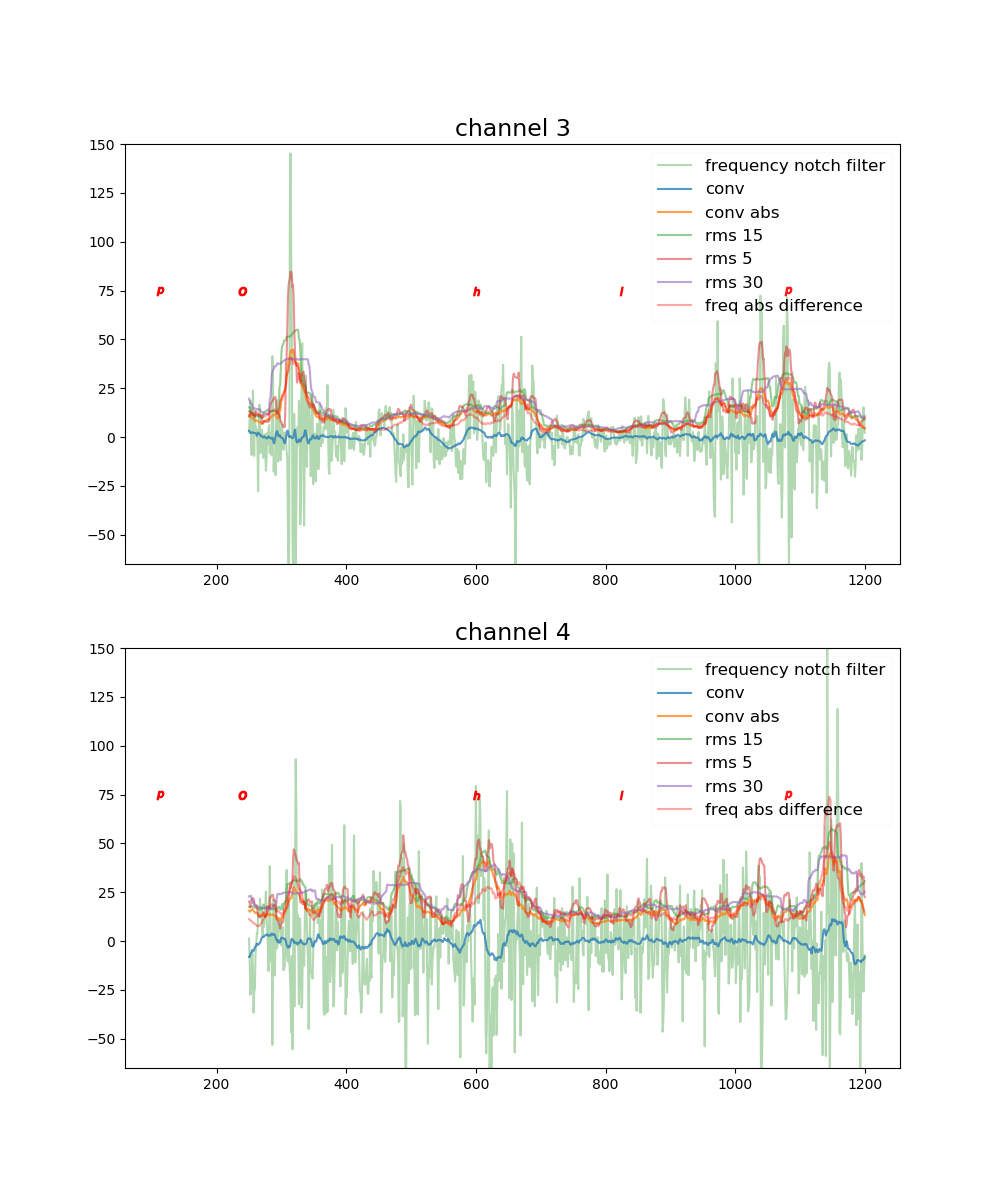 channel 3
150
125
100
75
50
25
0
−25
−50
frequency notch filter
conv
conv abs
rms 15
rms 5
rms 30
freq abs difference
p O h l p
200 400 600 800 1000 1200
channel 4
150
125
100
75
50
25
0
−25
−50
frequency notch filter
conv
conv abs
rms 15
rms 5
rms 30
freq abs difference
p O h l p
200 400 600 800 1000 1200